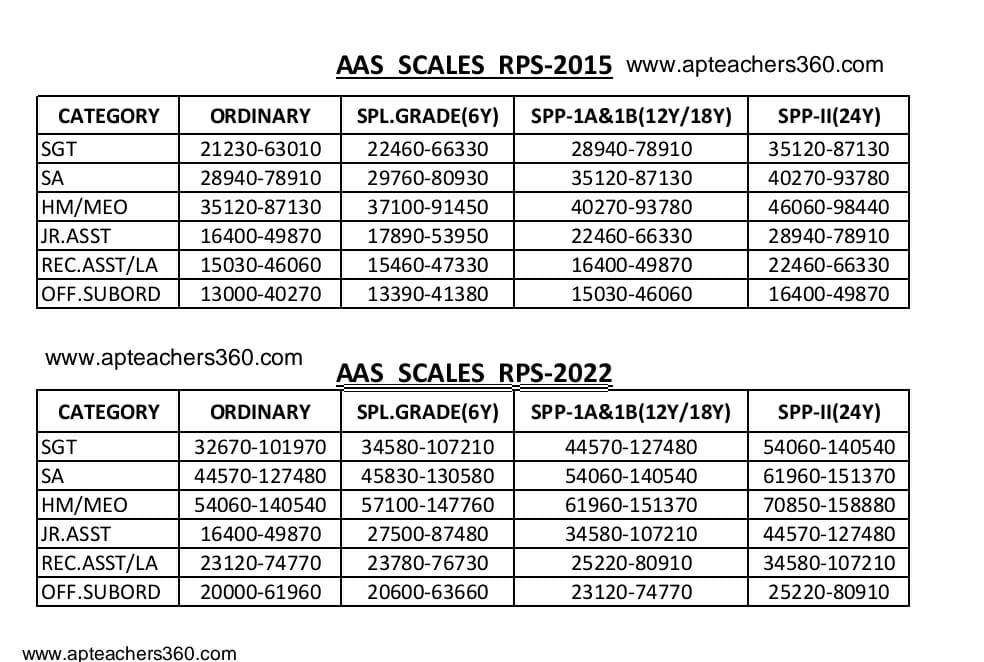 AAS SCALES RPS-2015 www.apteachers360.com
CATEGORY ORDINARY SPL.GRADE(6Y) SPP-1A&1B(12Y/18Y) SPP-II(24Y)
SGT 21230-63010 22460-66330 28940-78910 35120-87130
SA 28940-78910 29760-80930 35120-87130 40270-93780
HM/MEO 35120-87130 37100-91450 40270-93780 46060-98440
JR.ASST 16400-49870 17890-53950 22460-66330 28940-78910
REC.ASST/LA 15030-46060 15460-47330 16400-49870 22460-66330
OFF.SUBORD 13000-40270 13390-41380 15030-46060 16400-49870
www.apteachers360.com
AAS SCALES RPS-2022
CATEGORY ORDINARY SPL.GRADE(6Y) SPP-1A&1B(12Y/18Y) SPP-II(24Y)
SGT 32670-101970 34580-107210 44570-127480 54060-140540
SA 44570-127480 45830-130580 54060-140540 61960-151370
HM/MEO 54060-140540 57100-147760 61960-151370 70850-158880
JR.ASST 16400-49870 27500-87480 34580-107210 44570-127480
REC.ASST/LA 23120-74770 23780-76730 25220-80910 34580-107210
OFF.SUBORD 20000-61960 20600-63660 23120-74770 25220-80910
www.apteachers360.com